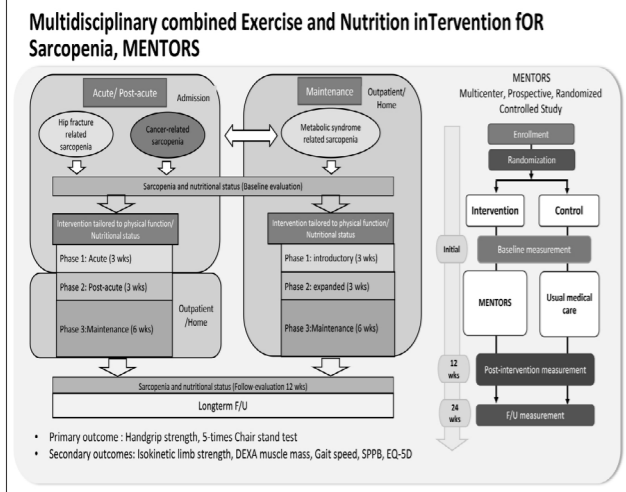 Multidisciplinary combined Exercise and Nutrition inTervention fOR
Sarcopenia, MENTORS
Acute/ Post-acute
Admission
Hip fracture
related
sarcopenia
Cancer-related
sarcopenia
Maintenance
Outpatient/
Home
Metabolic syndrome
related sarcopenia
Sarcopenia and nutritional status (Baseline evaluation)
Intervention tailored to physical function/
Nutritional status
Phase 1: Acute (3 wks)
Phase 2: Post-acute (3 wks)
Phase 3:Maintenance (6 wks)
Outpatient
/Home
Intervention tailored to physical function/
Nutritional status
Phase 1: introductory (3 wks)
Phase 2: expanded (3 wks)
Phase 3:Maintenance (6 wks)
Sarcopenia and nutritional status (Follow-evaluation 12 wks)
Longterm F/U
MENTORS
Multicenter, Prospective, Randomized
Controlled Study
Enrollment
Randomization
Intervention
Control
Initial
Baseline measurement
MENTORS
Usual medical
care
12
wks
Post-intervention measurement
24
wks
F/U measurement
• Primary outcome : Handgrip strength, 5-times Chair stand test
• Secondary outcomes: Isokinetic limb strength, DEXA muscle mass, Gait speed, SPPB, EQ-5D